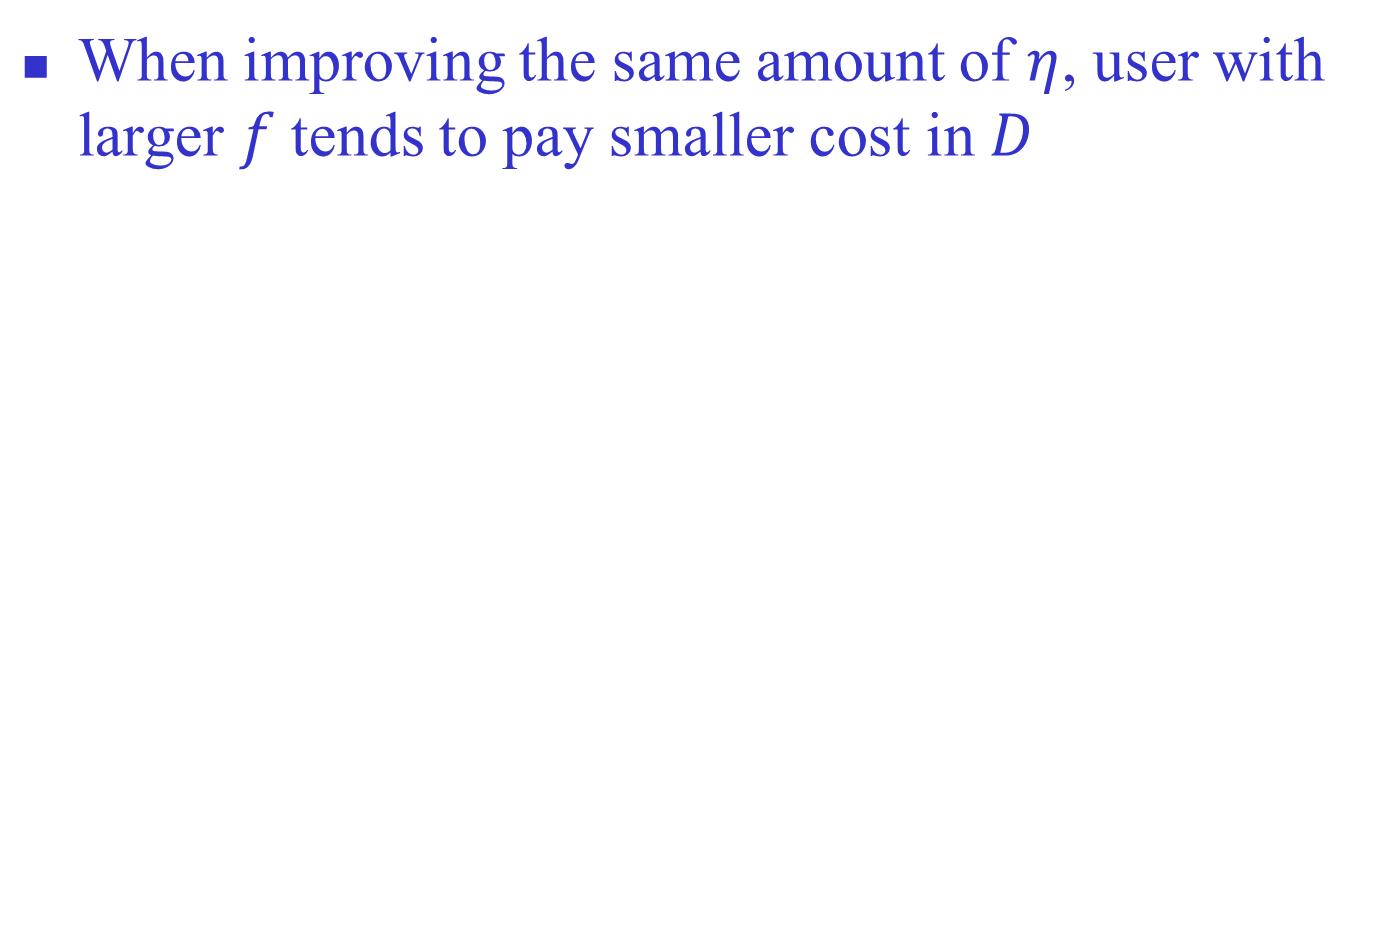 ▪ When improving the same amount of η, user with
larger f tends to pay smaller cost in D